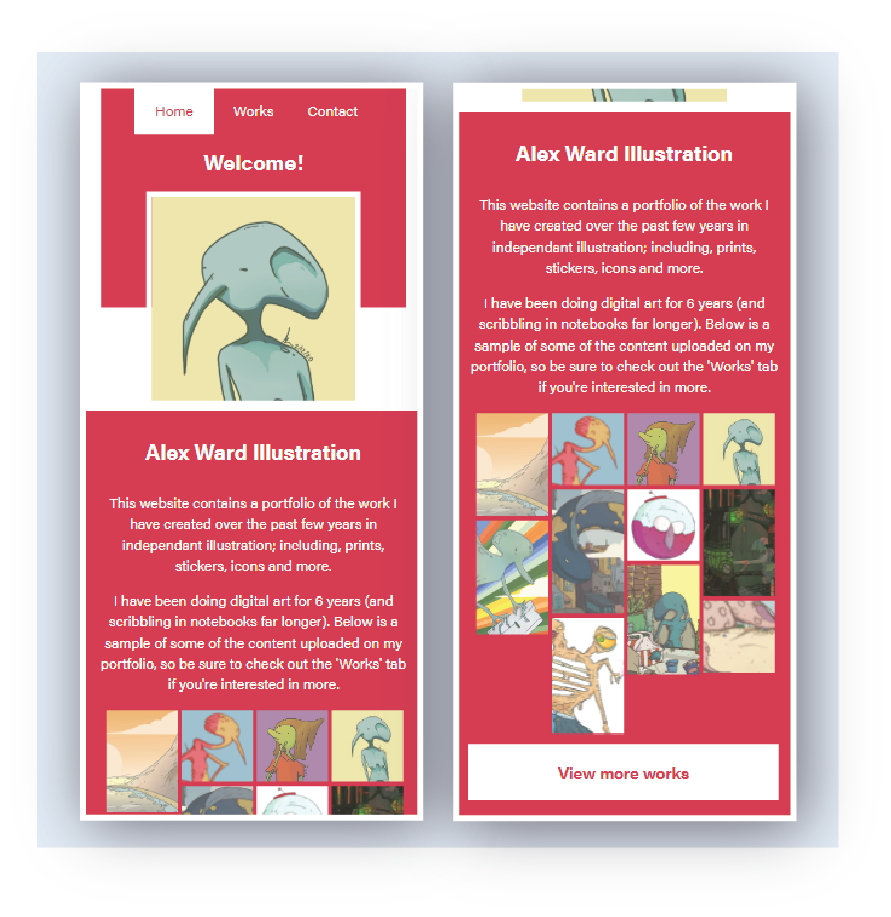 Home Works Contact
Welcome!
Alex Ward Illustration
This website contains a portfolio of the work I
have created over the past few years in
independant illustration; including, prints,
stickers, icons and more.
I have been doing digital art for 6 years (and
scribbling in notebooks far longer). Below is a
sample of some of the content uploaded on my
portfolio, so be sure to check out the 'Works' tab
if you're interested in more.
Alex Ward Illustration
This website contains a portfolio of the work I
have created over the past few years in
independant illustration; including, prints,
stickers, icons and more.
I have been doing digital art for 6 years (and
scribbling in notebooks far longer). Below is a
sample of some of the content uploaded on my
portfolio, so be sure to check out the 'Works' tab
if you're interested in more.
View more works